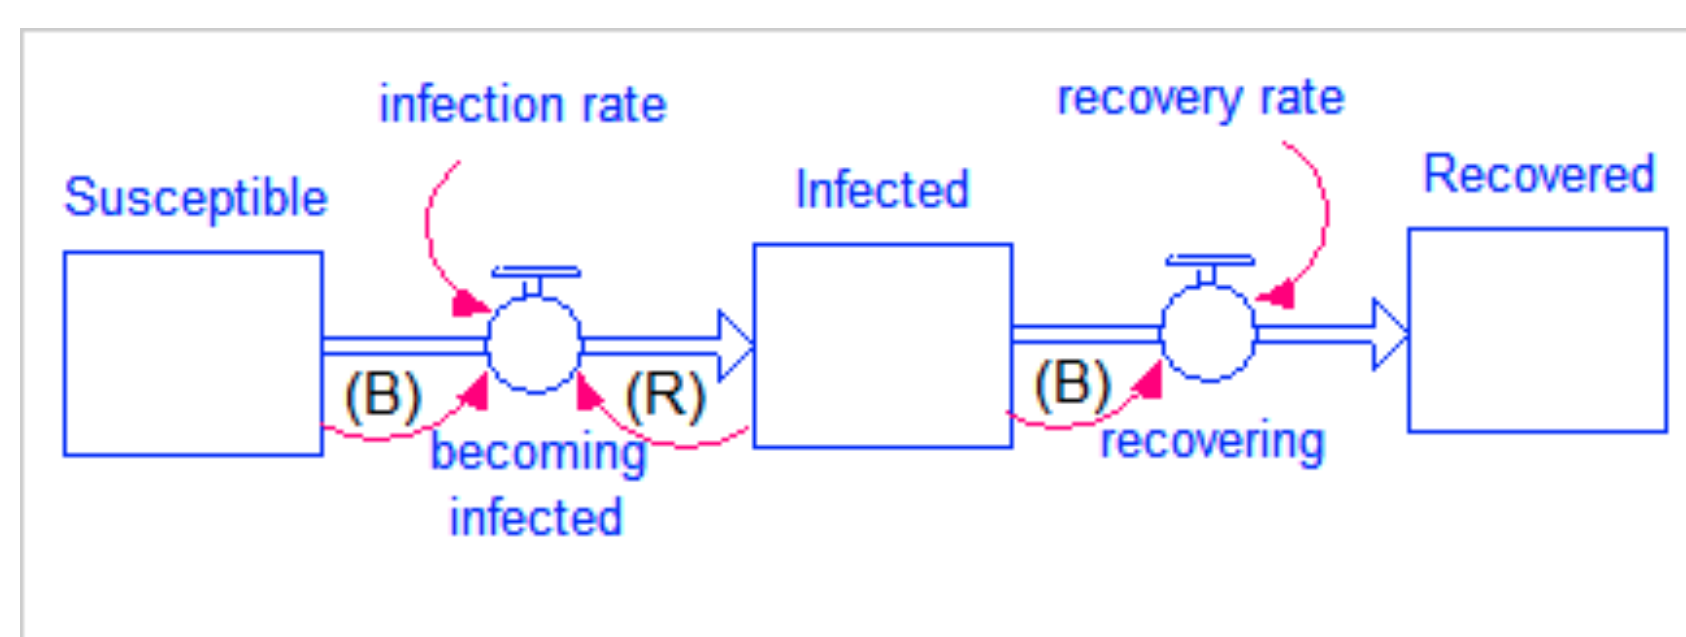 infection rate
recovery rate
Susceptible
Infected
Recovered
(B)
(R)
(B)
becoming
infected
recovering